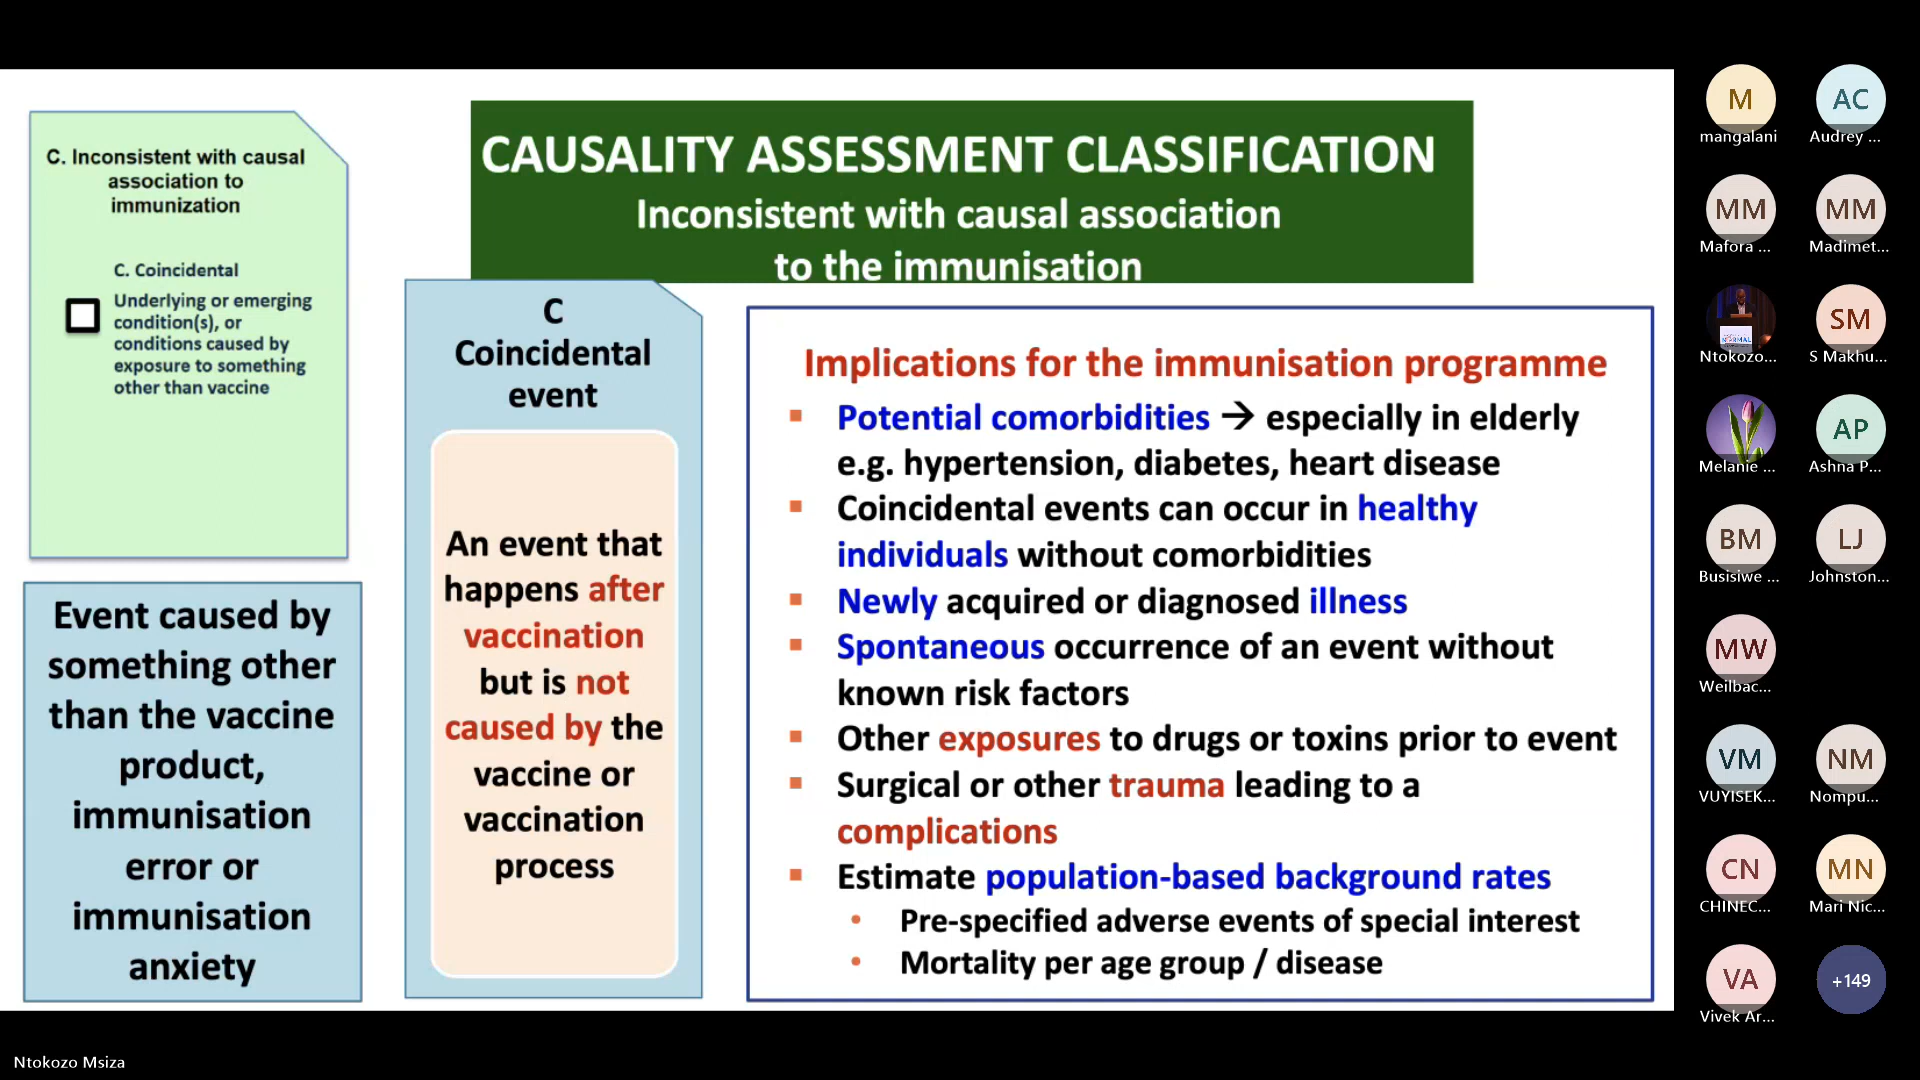 C. Inconsistent with causal
association to
immunization
C. Coincidental
Underlying or emerging
condition(s), or
conditions caused by
exposure to something
other than vaccine
Event caused by
something other
than the vaccine
product,
immunisation
error or
immunisation
anxiety
CAUSALITY ASSESSMENT CLASSIFICATION
Inconsistent with causal association
to the immunisation
C
Coincidental
event
An event that
happens after
vaccination
but is not
caused by the
vaccine or
vaccination
process
Implications for the immunisation programme
▪ Potential comorbidities → especially in elderly
e.g. hypertension, diabetes, heart disease
▪ Coincidental events can occur in healthy
individuals without comorbidities
▪ Newly acquired or diagnosed illness
▪ Spontaneous occurrence of an event without
known risk factors
▪ Other exposures to drugs or toxins prior to event
▪ Surgical or other trauma leading to a
complications
▪ Estimate population-based background rates
• Pre-specified adverse events of special interest
• Mortality per age group / disease
M
mangalani
AC
Audrey ...
MM
Mafora ...
MM
Madimet...
Ntokozo...
SM
S Makhu...
Melanie ...
AP
Ashna P...
BM
Busisiwe ...
LJ
Johnston...
MW
Weilbac...
VM
VUYISEK...
NM
Nompu...
CN
CHINEC...
MN
Mari Nic...
VA
Vivek Ar...
+149
Ntokozo Msiza